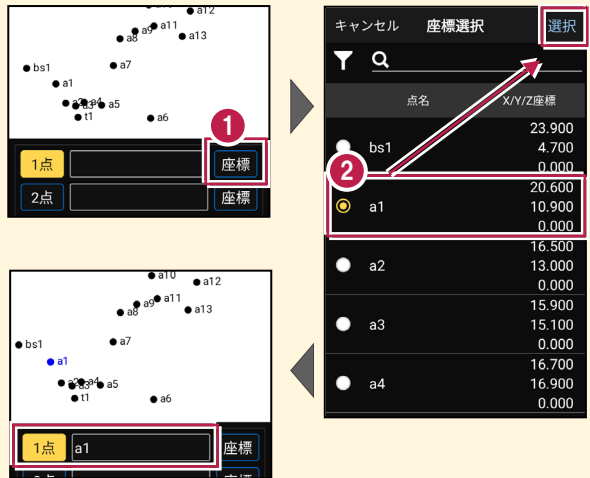 a12
a9
a11
a8
a13
bs1
a7
a1
a2
a3
a4
a5
t1
a6
1
1点
座標
2点
座標
キャンセル
座標選択
選択
点名
X/Y/Z座標
bs1
23.900
4.700
0.000
2
a1
20.600
10.900
0.000
a2
16.500
13.000
0.000
a3
15.900
15.100
0.000
a4
16.700
16.900
0.000
a10
a12
a9
a11
a8
a13
bs1
a7
a1
a2
a3
a4
a5
t1
a6
1点
a1
座標